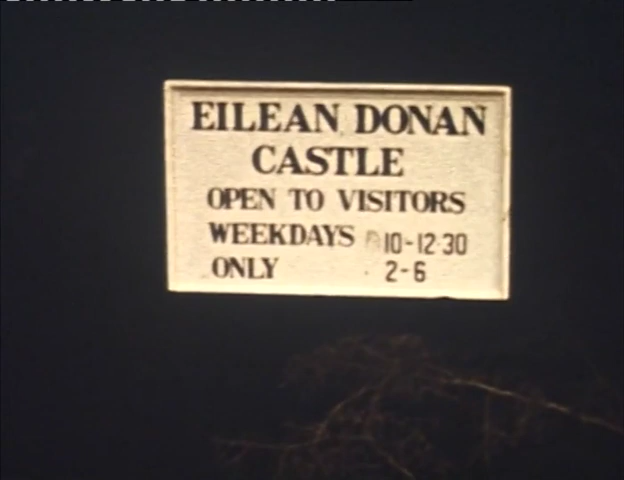 EILEAN DONAN
CASTLE
OPEN TO VISITORS
WEEKDAYS 10-12·30
ONLY 2-6